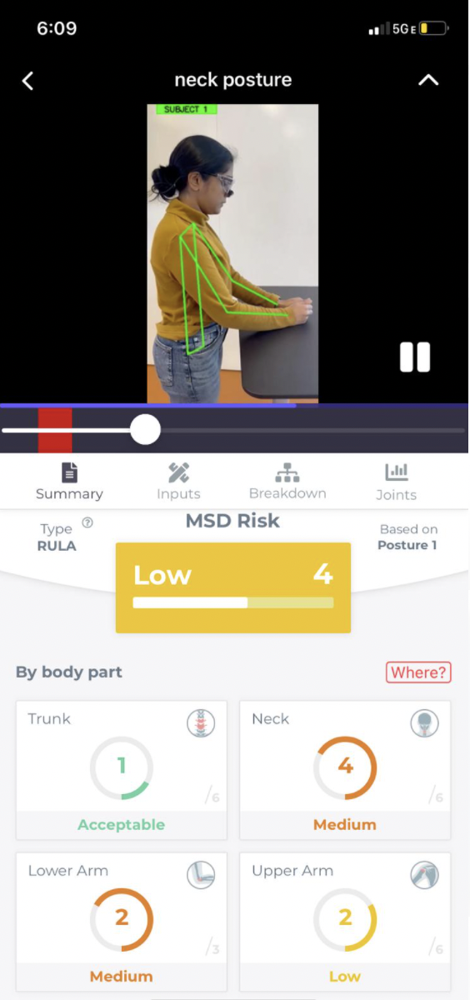 6:09
5G E
neck posture
SUBJECT 1
Summary
Inputs
Breakdown
Joints
Type ?
RULA
MSD Risk
Based on
Posture 1
Low 4
By body part
Where?
Trunk
1
/6
Acceptable
Neck
4
/6
Medium
Lower Arm
2
/3
Medium
Upper Arm
2
/6
Low